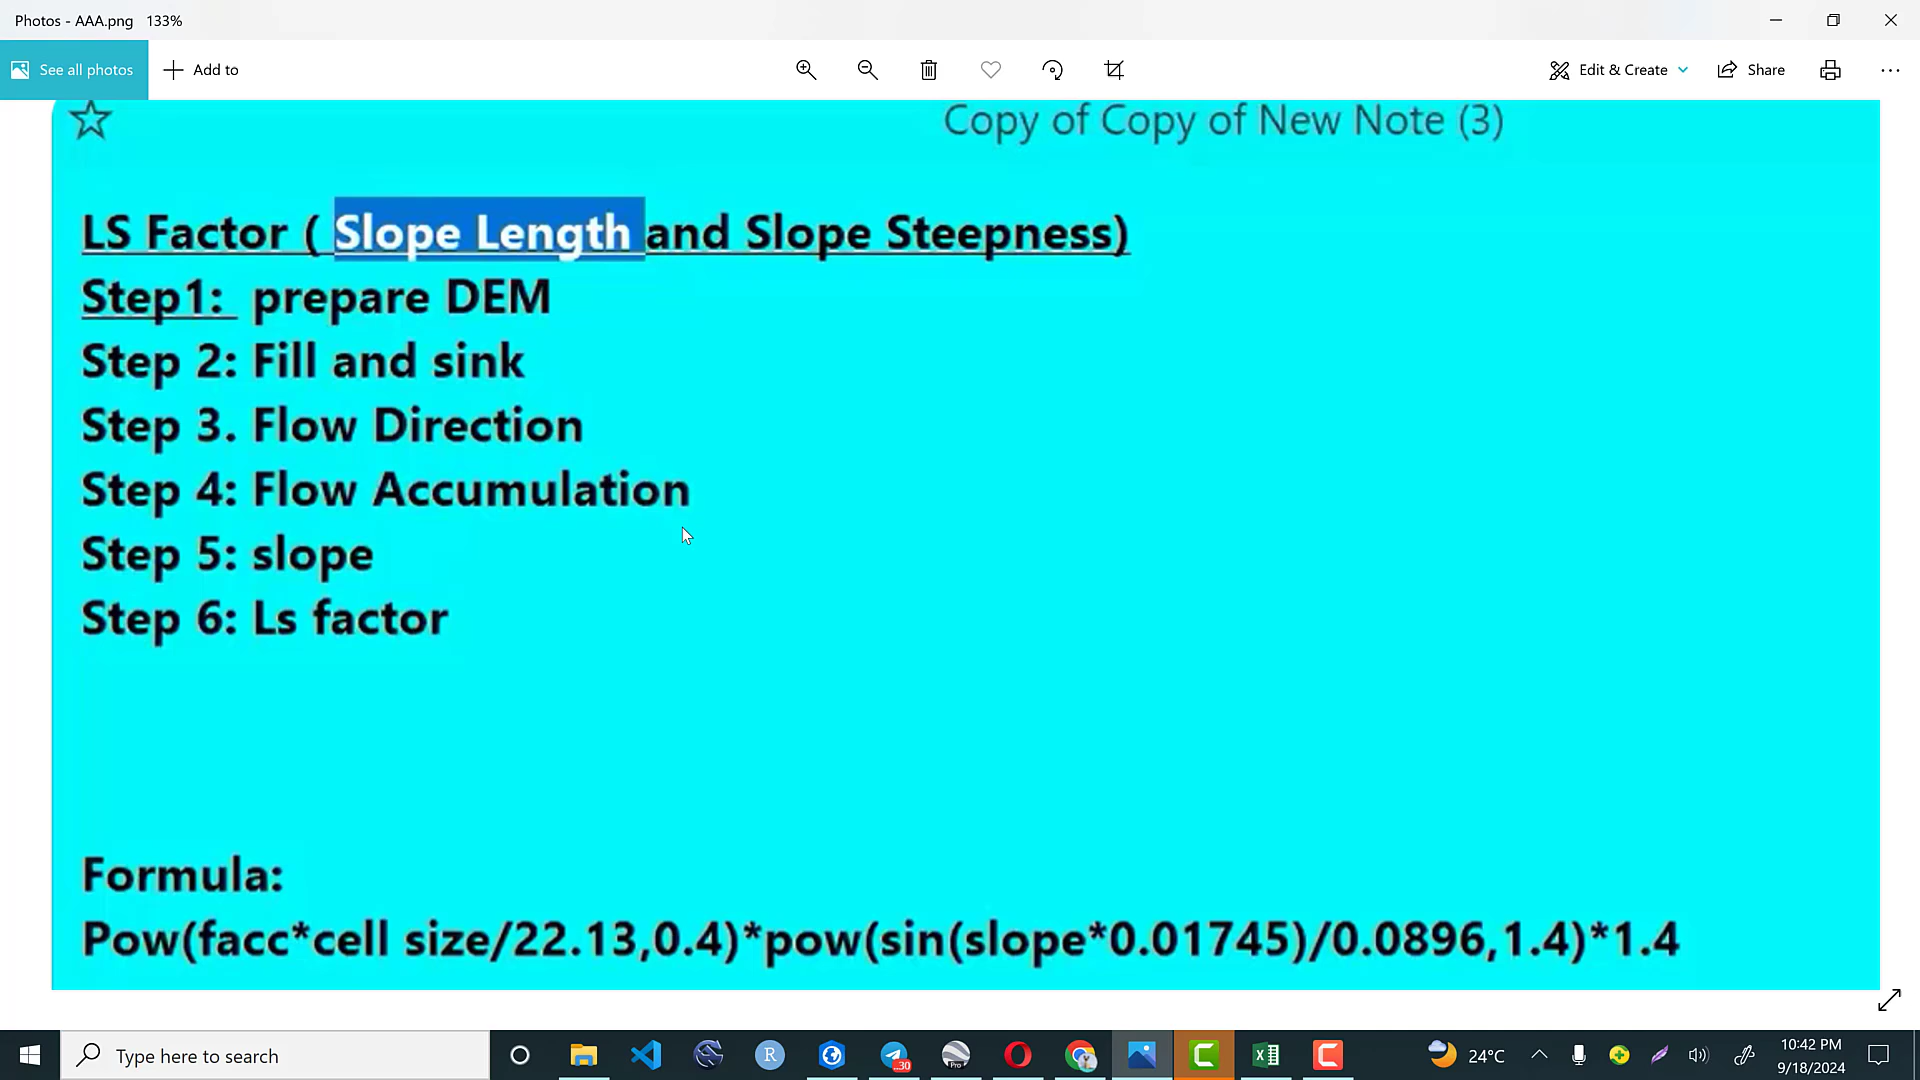 Photos - AAA.png 133%
See all photos
Add to
Edit & Create
Share
Copy of Copy of New Note (3)
LS Factor ( Slope Length and Slope Steepness)
Step1: prepare DEM
Step 2: Fill and sink
Step 3. Flow Direction
Step 4: Flow Accumulation
Step 5: slope
Step 6: Ls factor
Formula:
Pow(facc*cell size/22.13,0.4)*pow(sin(slope*0.01745)/0.0896,1.4)*1.4
Type here to search
R
30
Pro
24°C
10:42 PM
9/18/2024